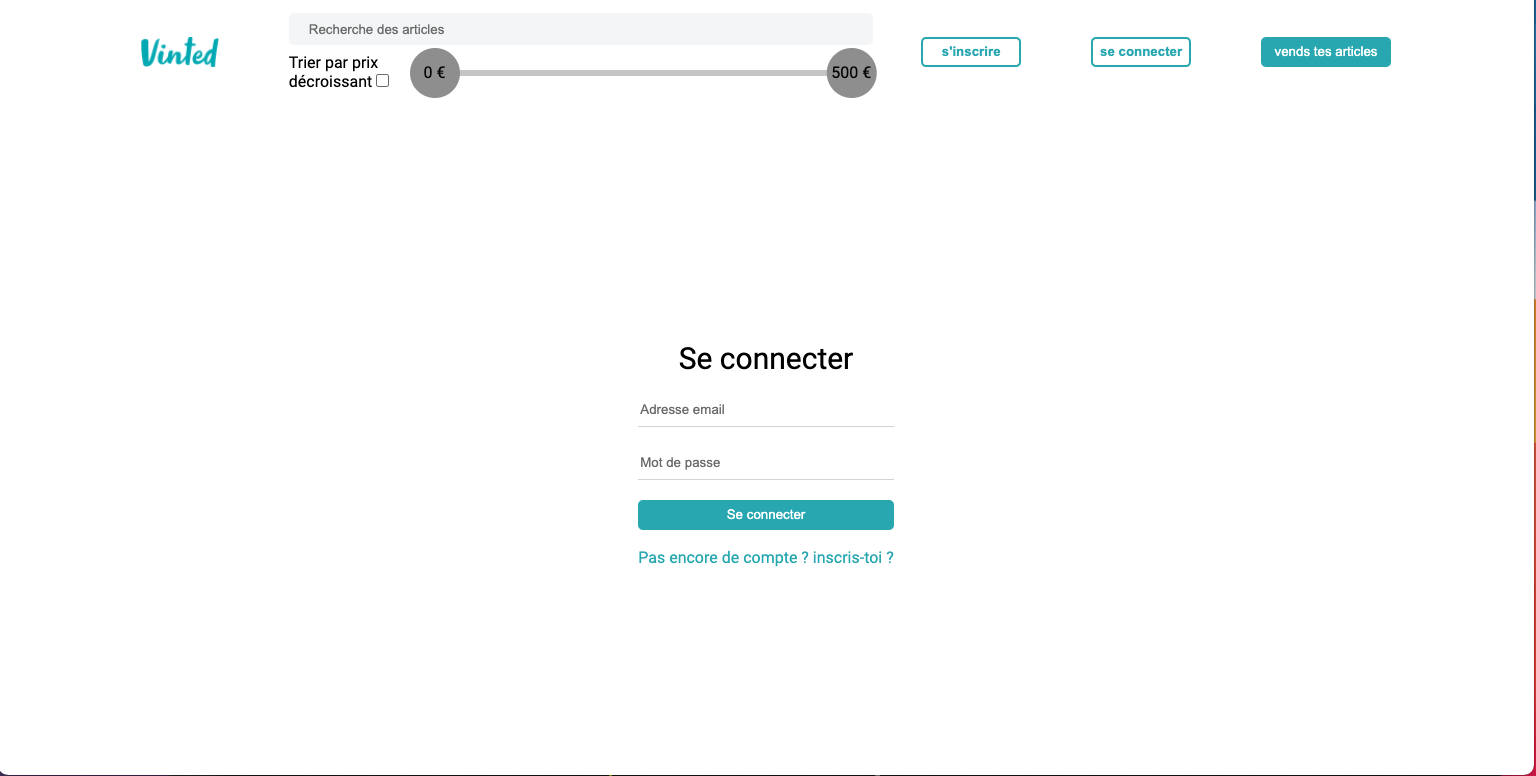 Vinted
Recherche des articles
Trier par prix
décroissant
0 €
500 €
s'inscrire
se connecter
vends tes articles
Se connecter
Adresse email
Mot de passe
Se connecter
Pas encore de compte ? inscris-toi ?